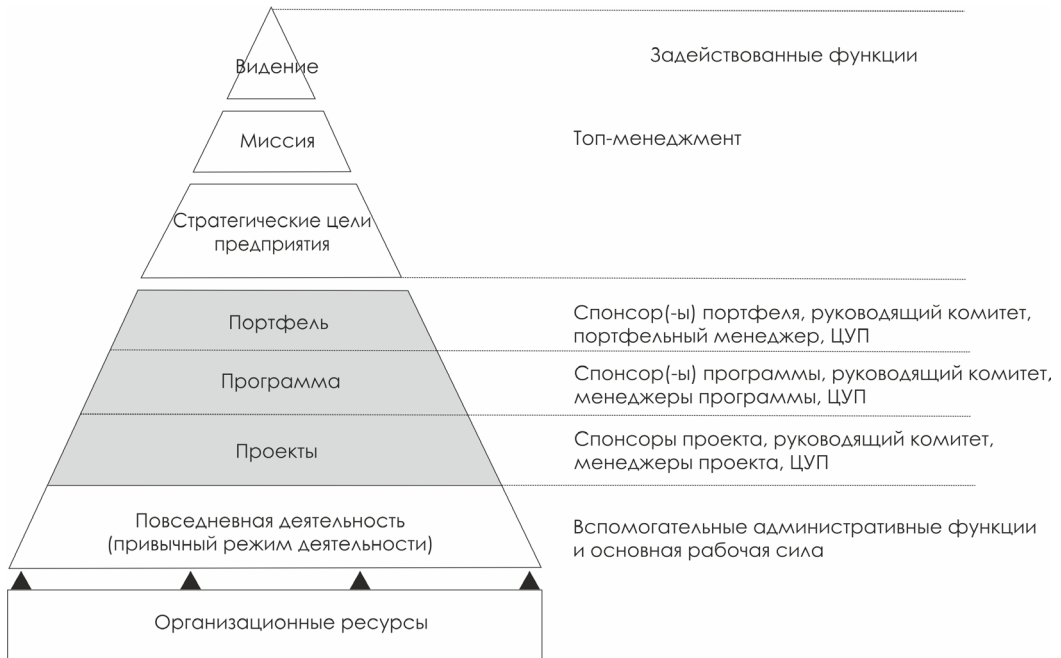 Видение
Задействованные функции
Миссия
Топ-менеджмент
Стратегические цели
предприятия
Портфель
Спонсор(-ы) портфеля, руководящий комитет,
портфельный менеджер, ЦУП
Программа
Спонсор(-ы) программы, руководящий комитет,
менеджеры программы, ЦУП
Проекты
Спонсоры проекта, руководящий комитет,
менеджеры проекта, ЦУП
Повседневная деятельность
(привычный режим деятельности)
Вспомогательные административные функции
и основная рабочая сила
Организационные ресурсы